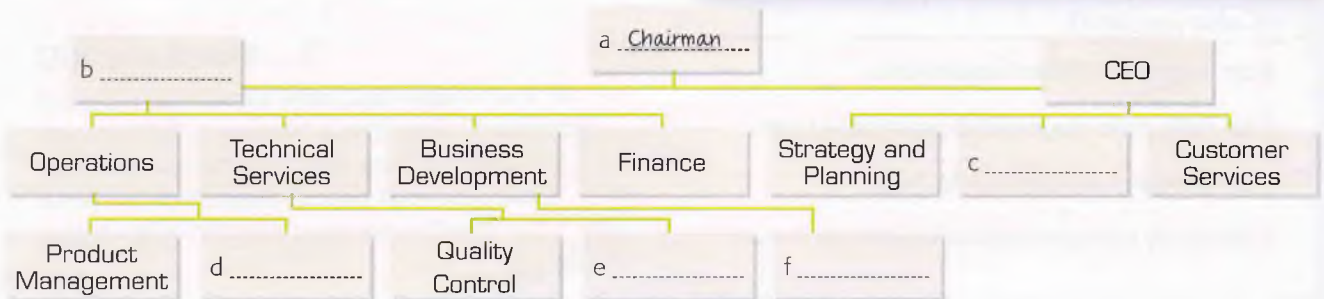 a Chairman
b
CEO
Operations
Technical
Services
Business
Development
Finance
Strategy and
Planning
c
Customer
Services
Product
Management
d
Quality
Control
e
f